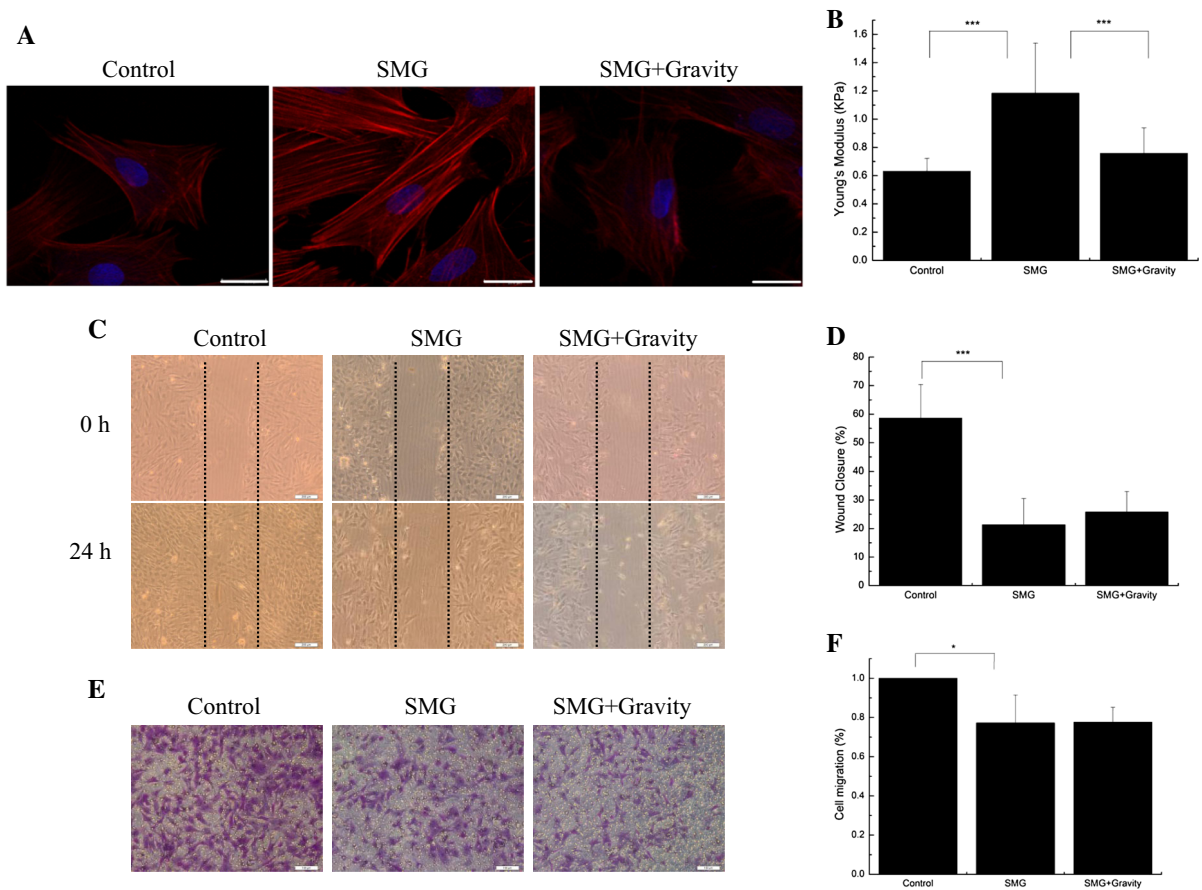 A
Control
SMG
SMG+Gravity
B
***
***
Young's Modulus (KPa)
1.6
1.4
1.2
1.0
0.8
0.6
0.4
0.2
0.0
Control
SMG
SMG+Gravity
C
Control
SMG
SMG+Gravity
0 h
24 h
D
***
Wound Closure (%)
80
70
60
50
40
30
20
10
0
Control
SMG
SMG+Gravity
E
Control
SMG
SMG+Gravity
F
*
Cell migration (%)
1.0
0.8
0.6
0.4
0.2
0.0
Control
SMG
SMG+Gravity